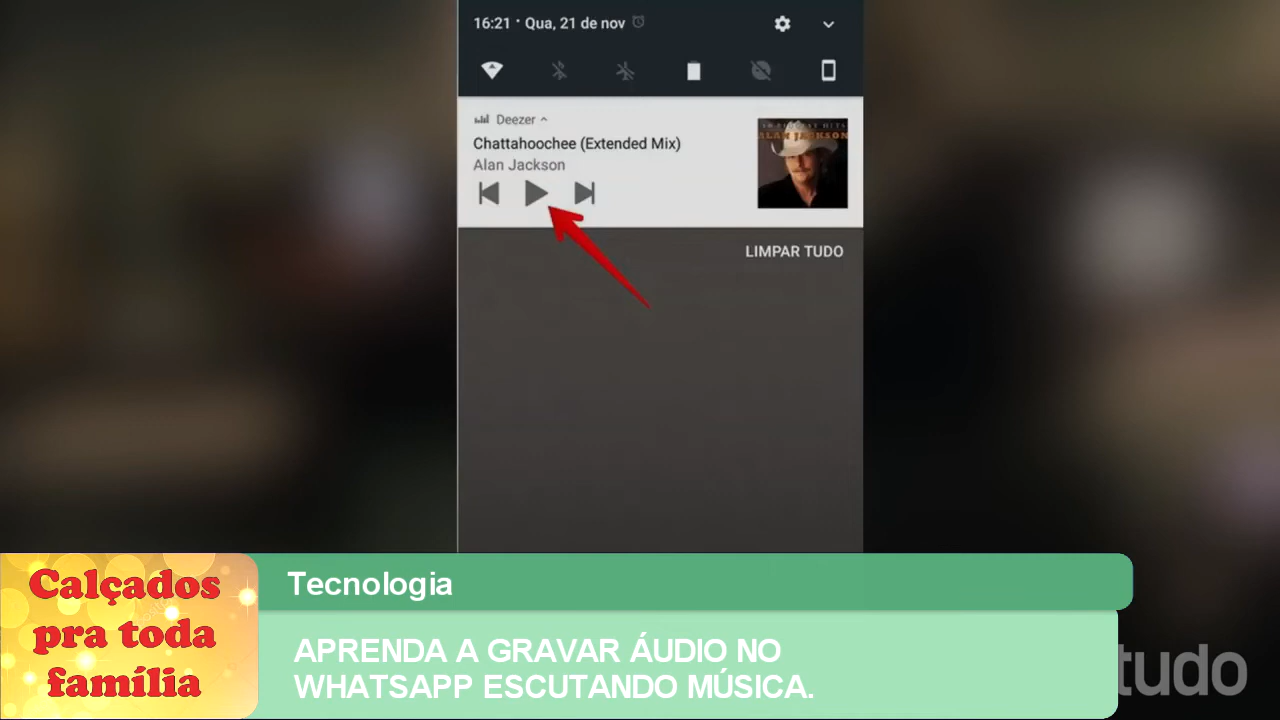 16:21 • Qua, 21 de nov
Deezer
Chattahoochee (Extended Mix)
Alan Jackson
ALAN JACKSON
LIMPAR TUDO
Calçados
pra toda
família
Tecnologia
APRENDA A GRAVAR ÁUDIO NO
WHATSAPP ESCUTANDO MÚSICA.
tudo